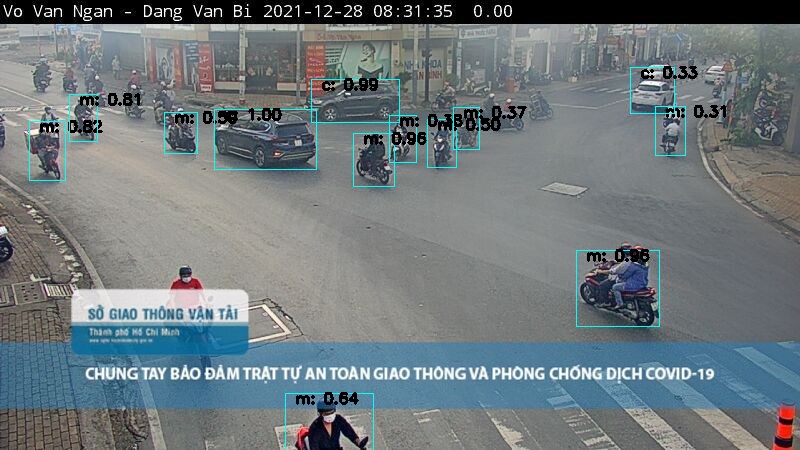 Vo Van Ngan - Dang Van Bi 2021-12-28 08:31:35 0.00
c: 0.33
c: 0.99
m: 0.81
1.00
m: 0.37
m: 0.31
m: 0.82
m: 0.50
m: 0.96
m: 0.96
SỞ GIAO THÔNG VẬN TẢI
Thành phố Hồ Chí Minh
CHUNG TAY BẢO ĐẢM TRẬT TỰ AN TOÀN GIAO THÔNG VÀ PHÒNG CHỐNG DỊCH COVID-19
m: 0.64